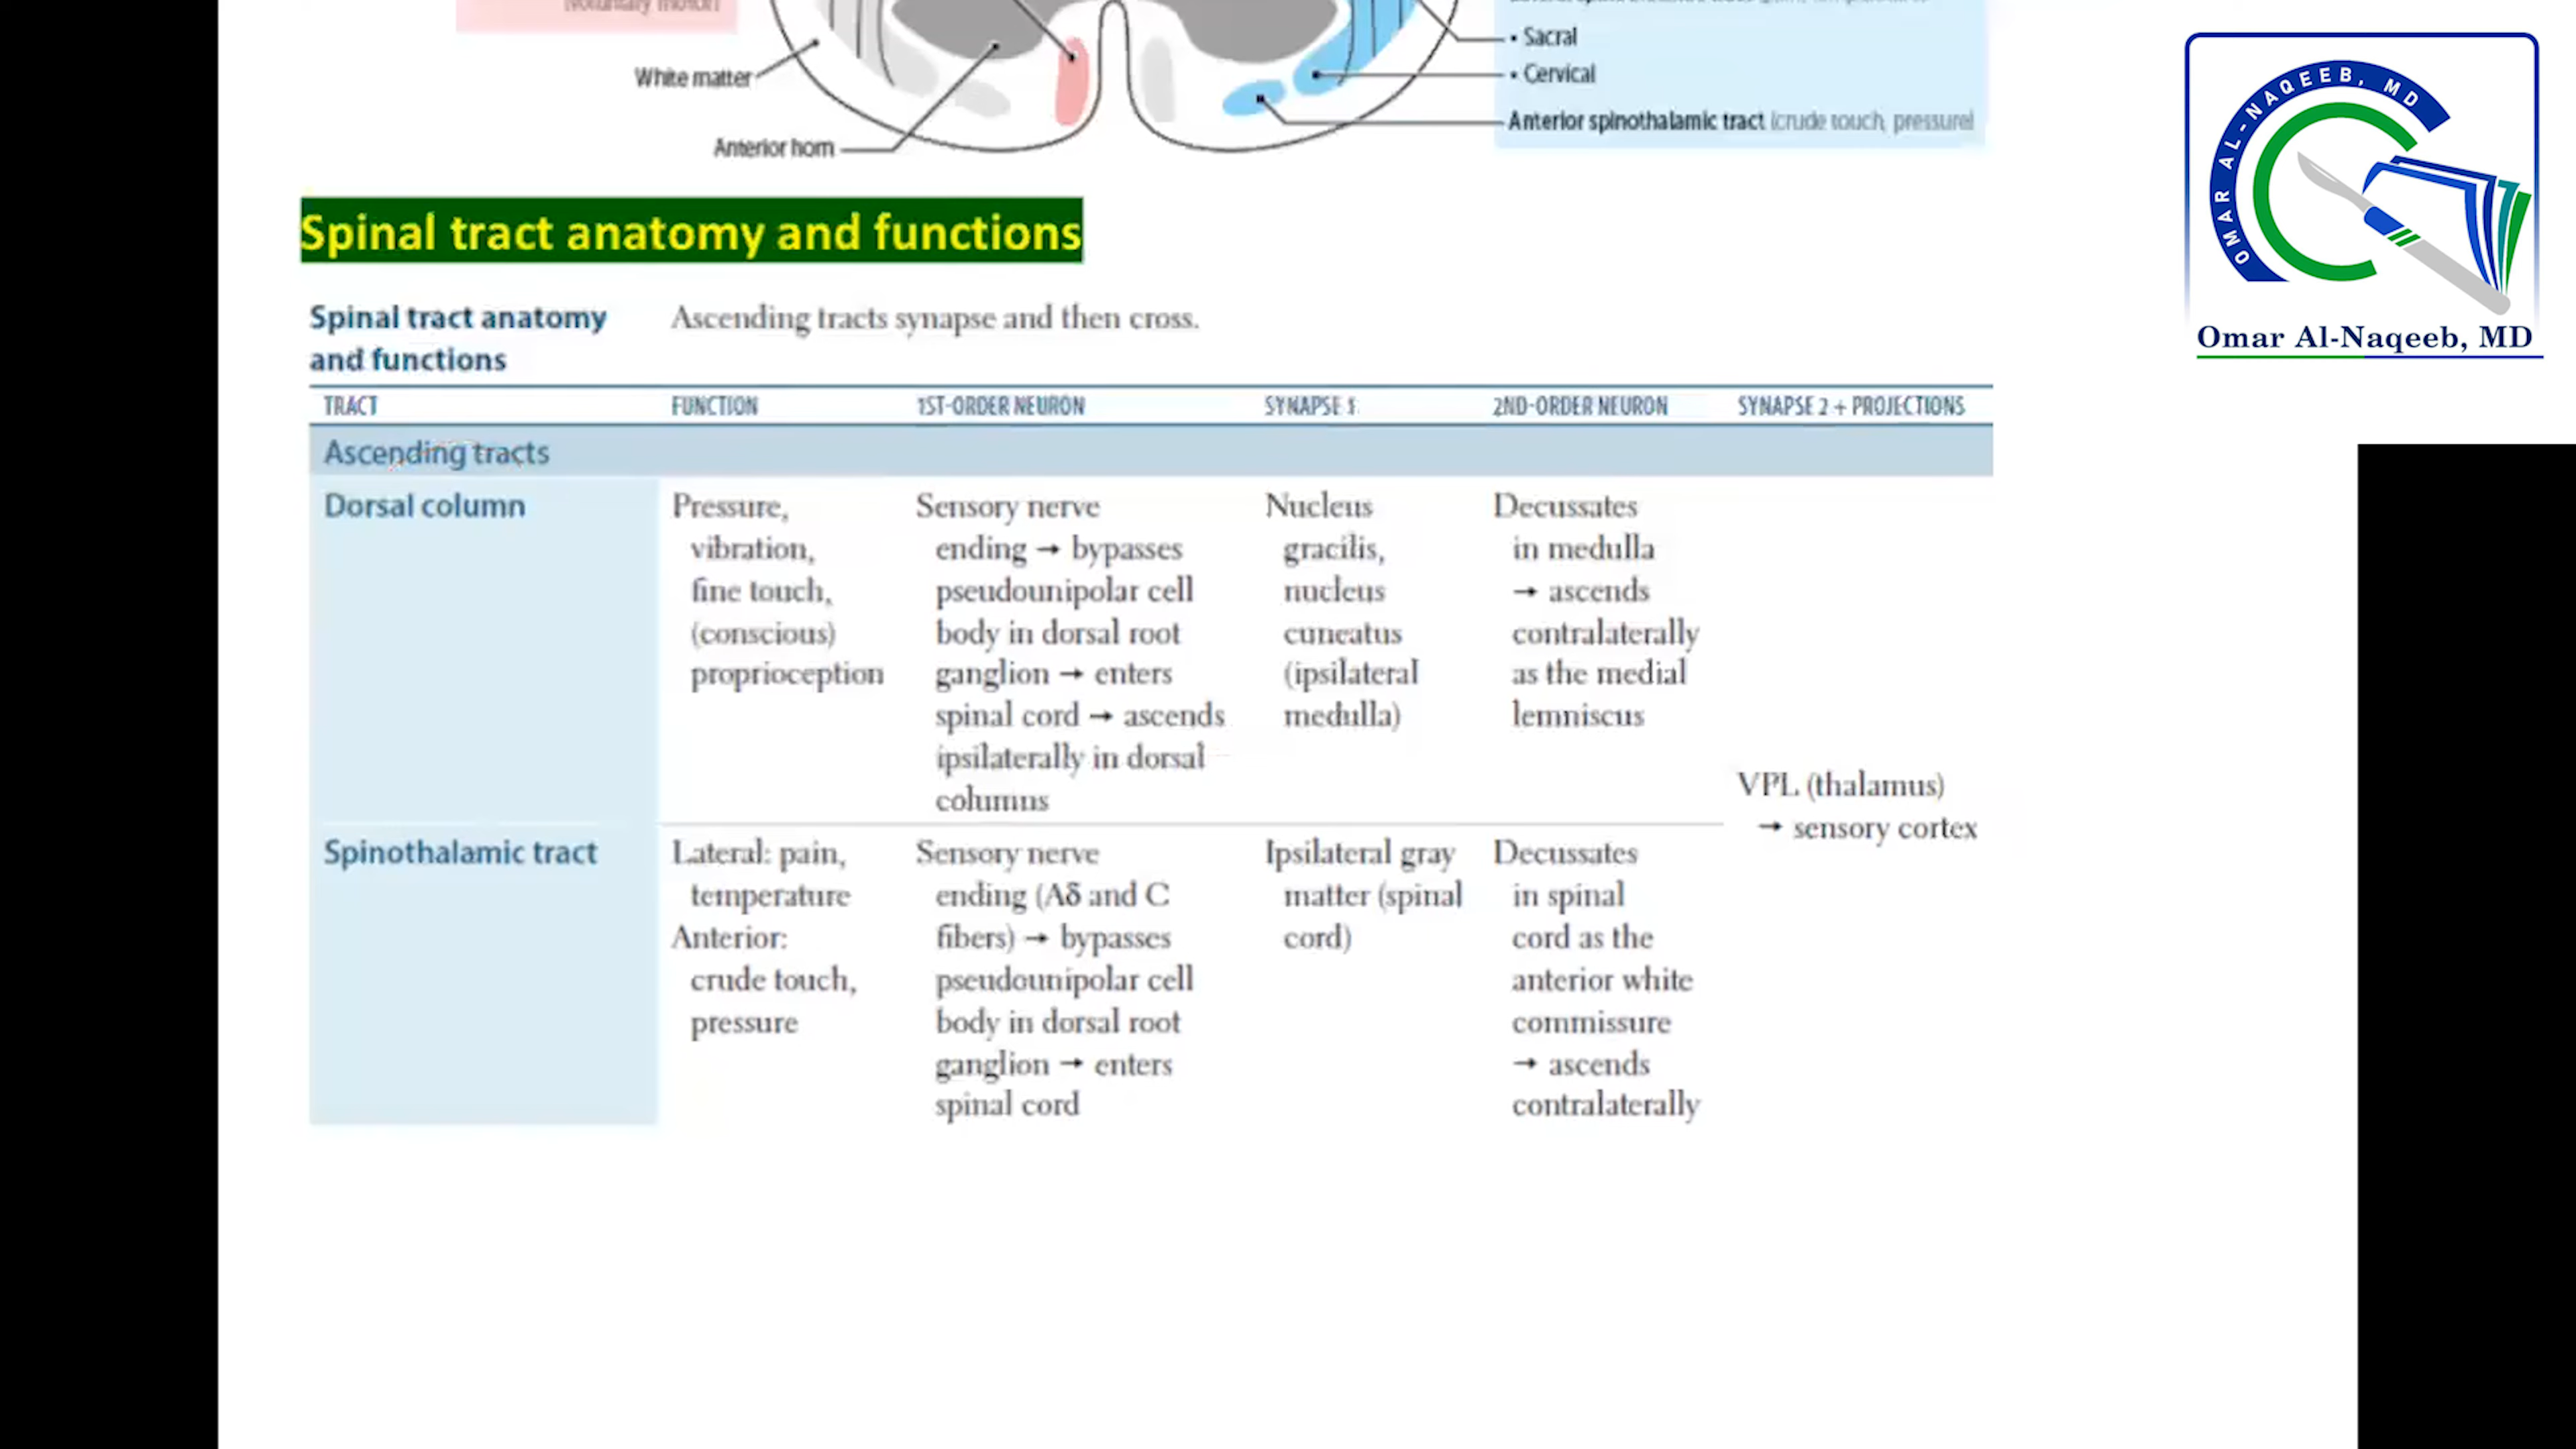 White matter
Anterior horn
• Sacral
• Cervical
Anterior spinothalamic tract (crude touch, pressure)
OMAR AL-NAQEEB, MD
Omar Al-Naqeeb, MD
Spinal tract anatomy and functions
Spinal tract anatomy
and functions
Ascending tracts synapse and then cross.
TRACT FUNCTION 1ST-ORDER NEURON SYNAPSE 1 2ND-ORDER NEURON SYNAPSE 2 + PROJECTIONS
Ascending tracts
Dorsal column
Pressure,
vibration,
fine touch,
(conscious)
proprioception
Sensory nerve
ending → bypasses
pseudounipolar cell
body in dorsal root
ganglion → enters
spinal cord → ascends
ipsilaterally in dorsal
columns
Nucleus
gracilis,
nucleus
cuneatus
(ipsilateral
medulla)
Decussates
in medulla
→ ascends
contralaterally
as the medial
lemniscus
VPL (thalamus)
→ sensory cortex
Spinothalamic tract
Lateral: pain,
temperature
Anterior:
crude touch,
pressure
Sensory nerve
ending (Aδ and C
fibers) → bypasses
pseudounipolar cell
body in dorsal root
ganglion → enters
spinal cord
Ipsilateral gray
matter (spinal
cord)
Decussates
in spinal
cord as the
anterior white
commissure
→ ascends
contralaterally